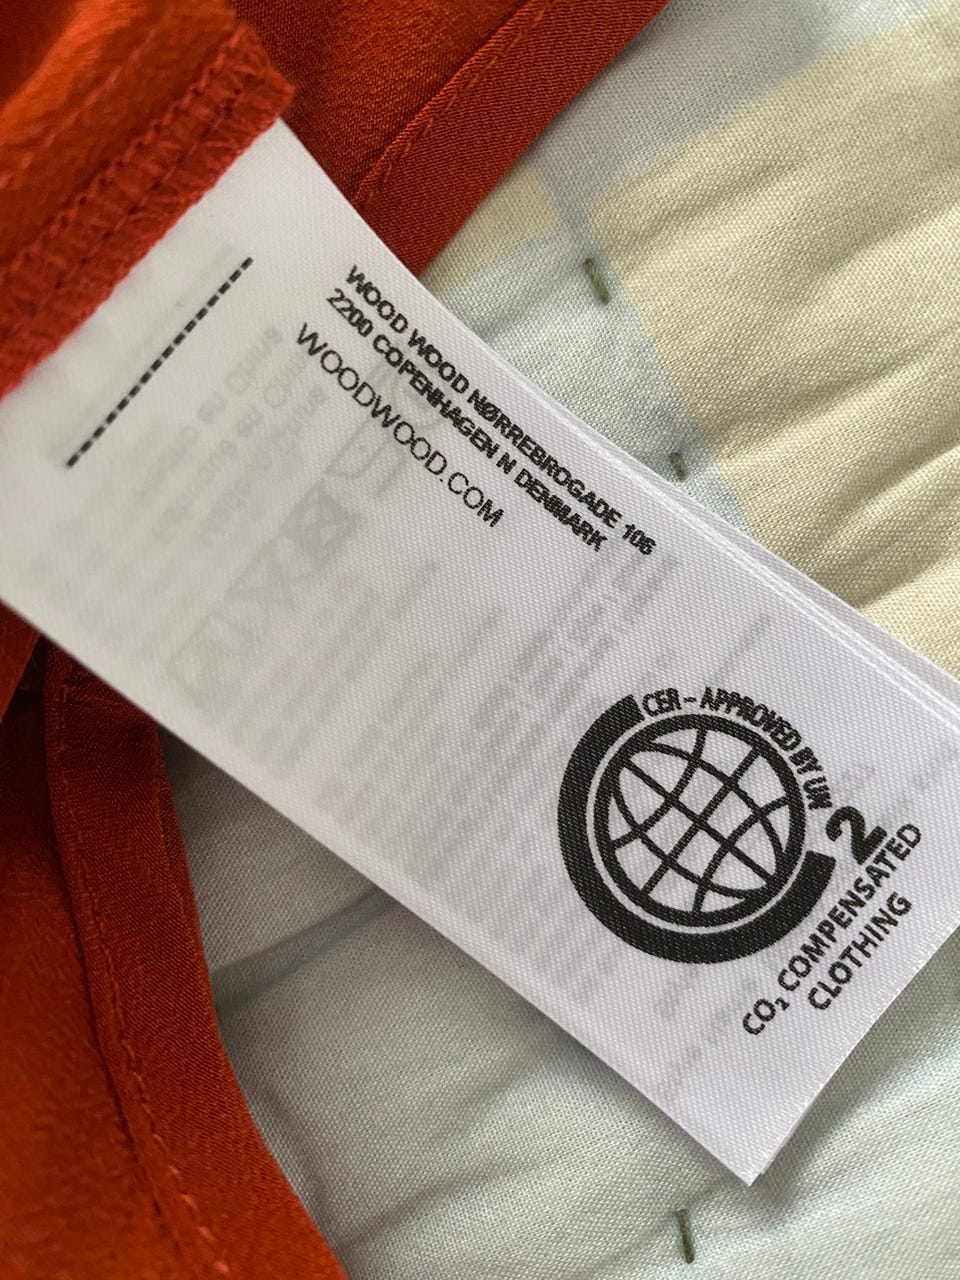 WOOD WOOD NØRREBROGADE 106
2200 COPENHAGEN N DENMARK
WOODWOOD.COM
CER – APPROVED BY UN
2
CO₂ COMPENSATED
CLOTHING